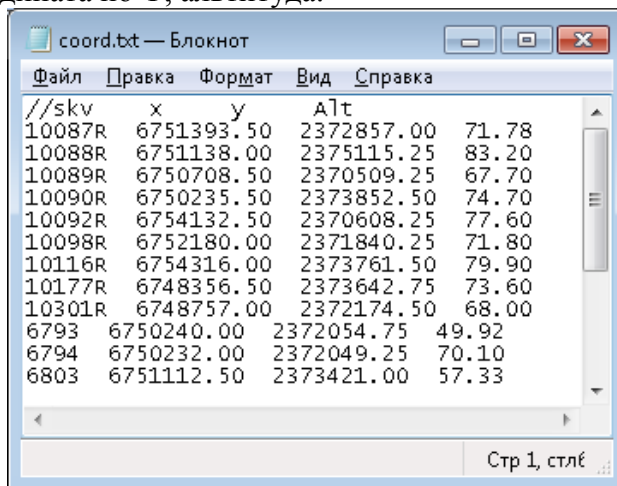 coord.txt — Блокнот
Файл Правка Формат Вид Справка
//skv x y Alt
10087R 6751393.50 2372857.00 71.78
10088R 6751138.00 2375115.25 83.20
10089R 6750708.50 2370509.25 67.70
10090R 6750235.50 2373852.50 74.70
10092R 6754132.50 2370608.25 77.60
10098R 6752180.00 2371840.25 71.80
10116R 6754316.00 2373761.50 79.90
10177R 6748356.50 2373642.75 73.60
10301R 6748757.00 2372174.50 68.00
6793 6750240.00 2372054.75 49.92
6794 6750232.00 2372049.25 70.10
6803 6751112.50 2373421.00 57.33
Стр 1, стлб